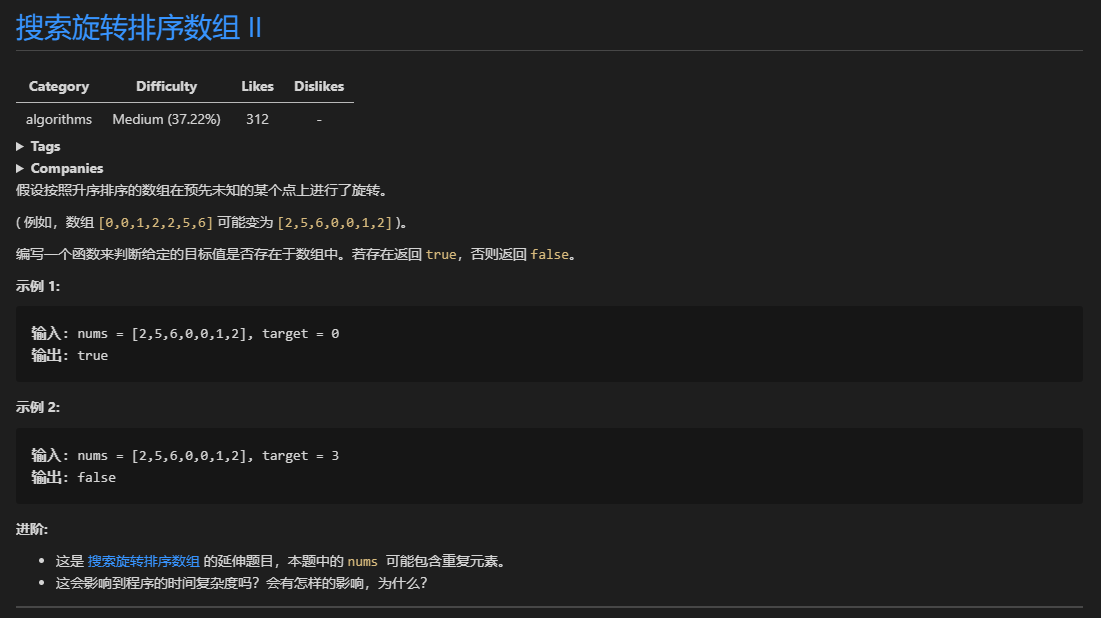 搜索旋转排序数组 II
Category Difficulty Likes Dislikes
algorithms Medium (37.22%) 312 -
Tags
Companies
假设按照升序排序的数组在预先未知的某个点上进行了旋转。
( 例如，数组 [0,0,1,2,2,5,6] 可能变为 [2,5,6,0,0,1,2] )。
编写一个函数来判断给定的目标值是否存在于数组中。若存在返回 true，否则返回 false。
示例 1:
输入: nums = [2,5,6,0,0,1,2], target = 0
输出: true
示例 2:
输入: nums = [2,5,6,0,0,1,2], target = 3
输出: false
进阶:
• 这是 搜索旋转排序数组 的延伸题目，本题中的 nums 可能包含重复元素。
• 这会影响到程序的时间复杂度吗？会有怎样的影响，为什么？